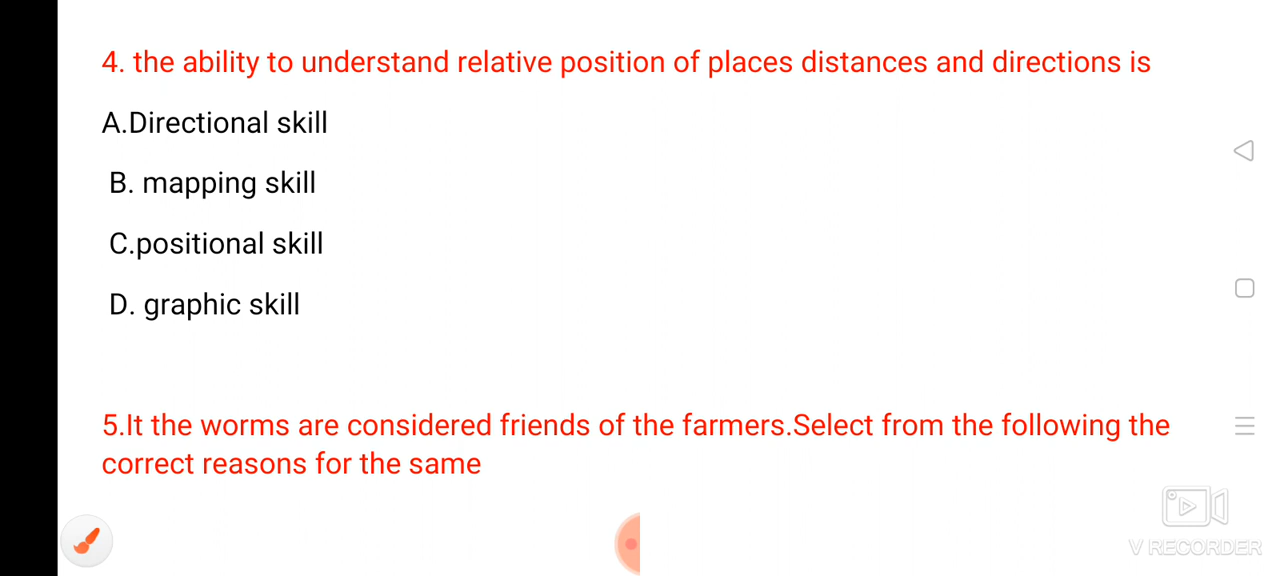 4. the ability to understand relative position of places distances and directions is
A.Directional skill
B. mapping skill
C.positional skill
D. graphic skill
5.It the worms are considered friends of the farmers.Select from the following the
correct reasons for the same
V RECORDER